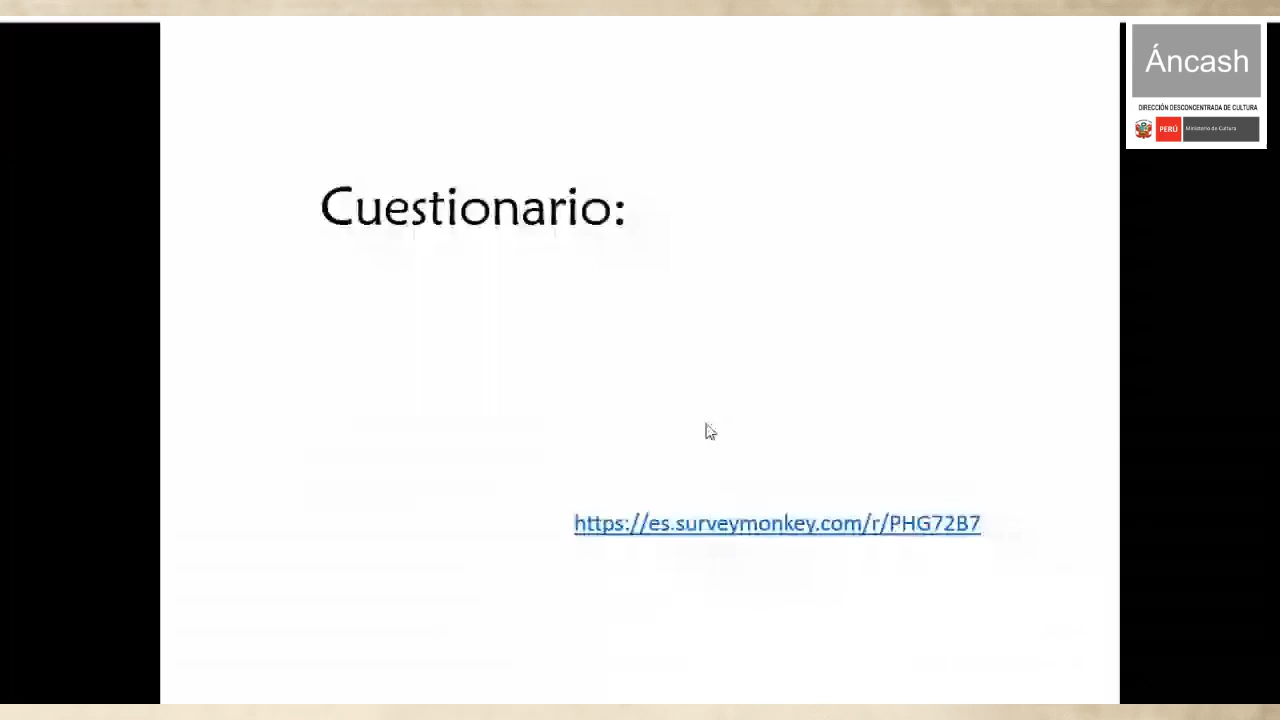 Áncash
DIRECCIÓN DESCONCENTRADA DE CULTURA
PERÚ
Ministerio de Cultura
Cuestionario:
https://es.surveymonkey.com/r/PHG72B7